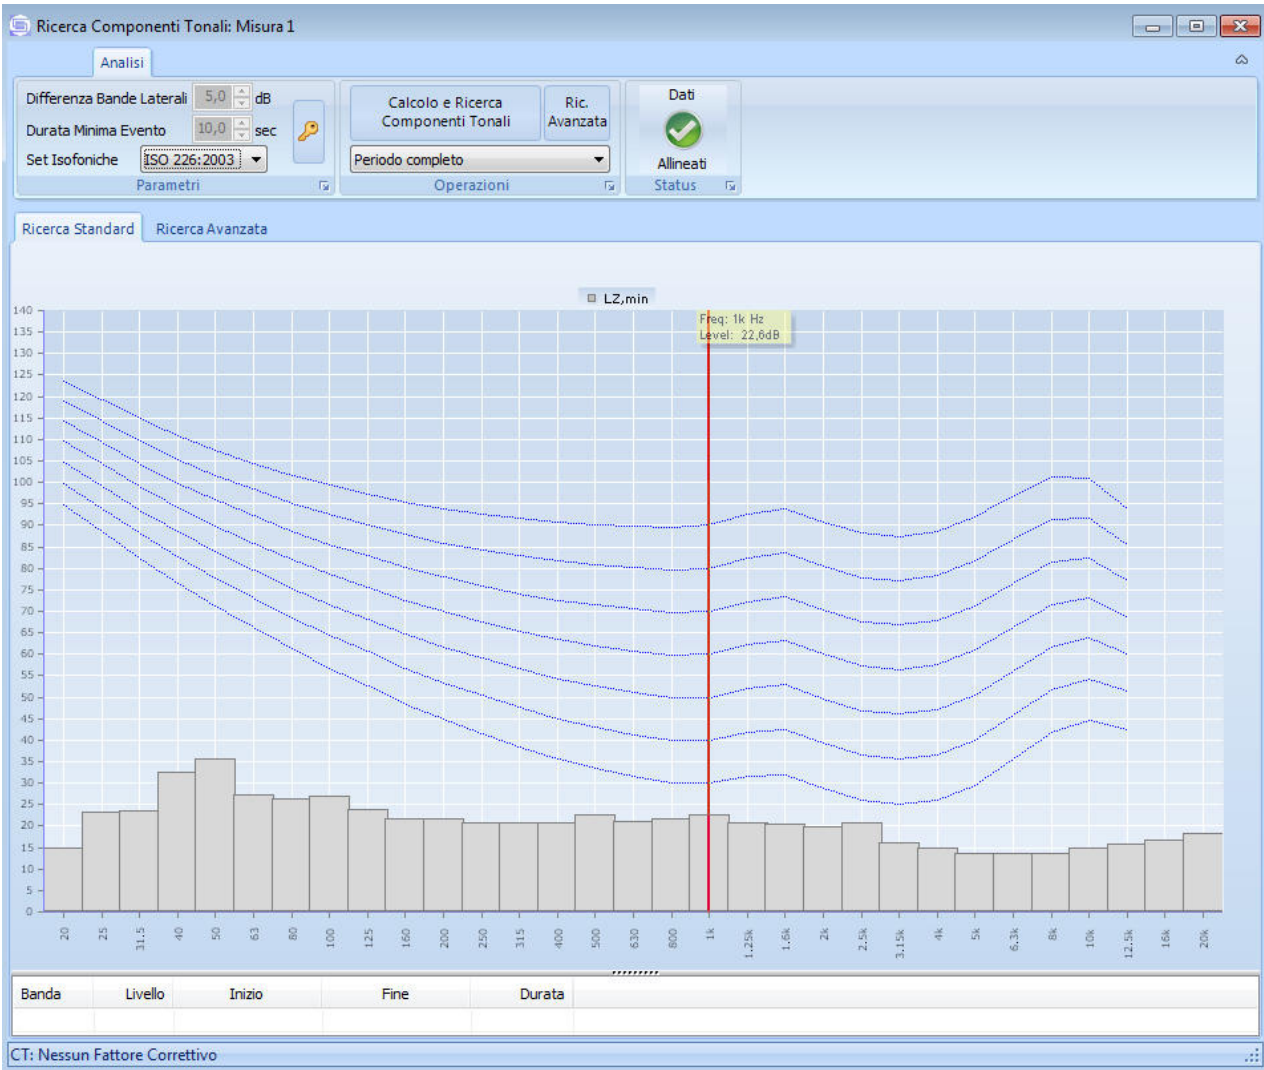 Ricerca Componenti Tonali: Misura 1
Analisi
Differenza Bande Laterali 5,0 dB
Durata Minima Evento 10,0 sec
Set Isofoniche ISO 226:2003
Parametri
Calcolo e Ricerca
Componenti Tonali
Ric.
Avanzata
Periodo completo
Operazioni
Dati
Allineati
Status
Ricerca Standard Ricerca Avanzata
LZ,min
Freq: 1k Hz
Level: 22,6dB
140
135
130
125
120
115
110
105
100
95
90
85
80
75
70
65
60
55
50
45
40
35
30
25
20
15
10
5
0
20 25 31.5 40 50 63 80 100 125 160 200 250 315 400 500 630 800 1k 1.25k 1.6k 2k 2.5k 3.15k 4k 5k 6.3k 8k 10k 12.5k 16k 20k
Banda Livello Inizio Fine Durata
CT: Nessun Fattore Correttivo